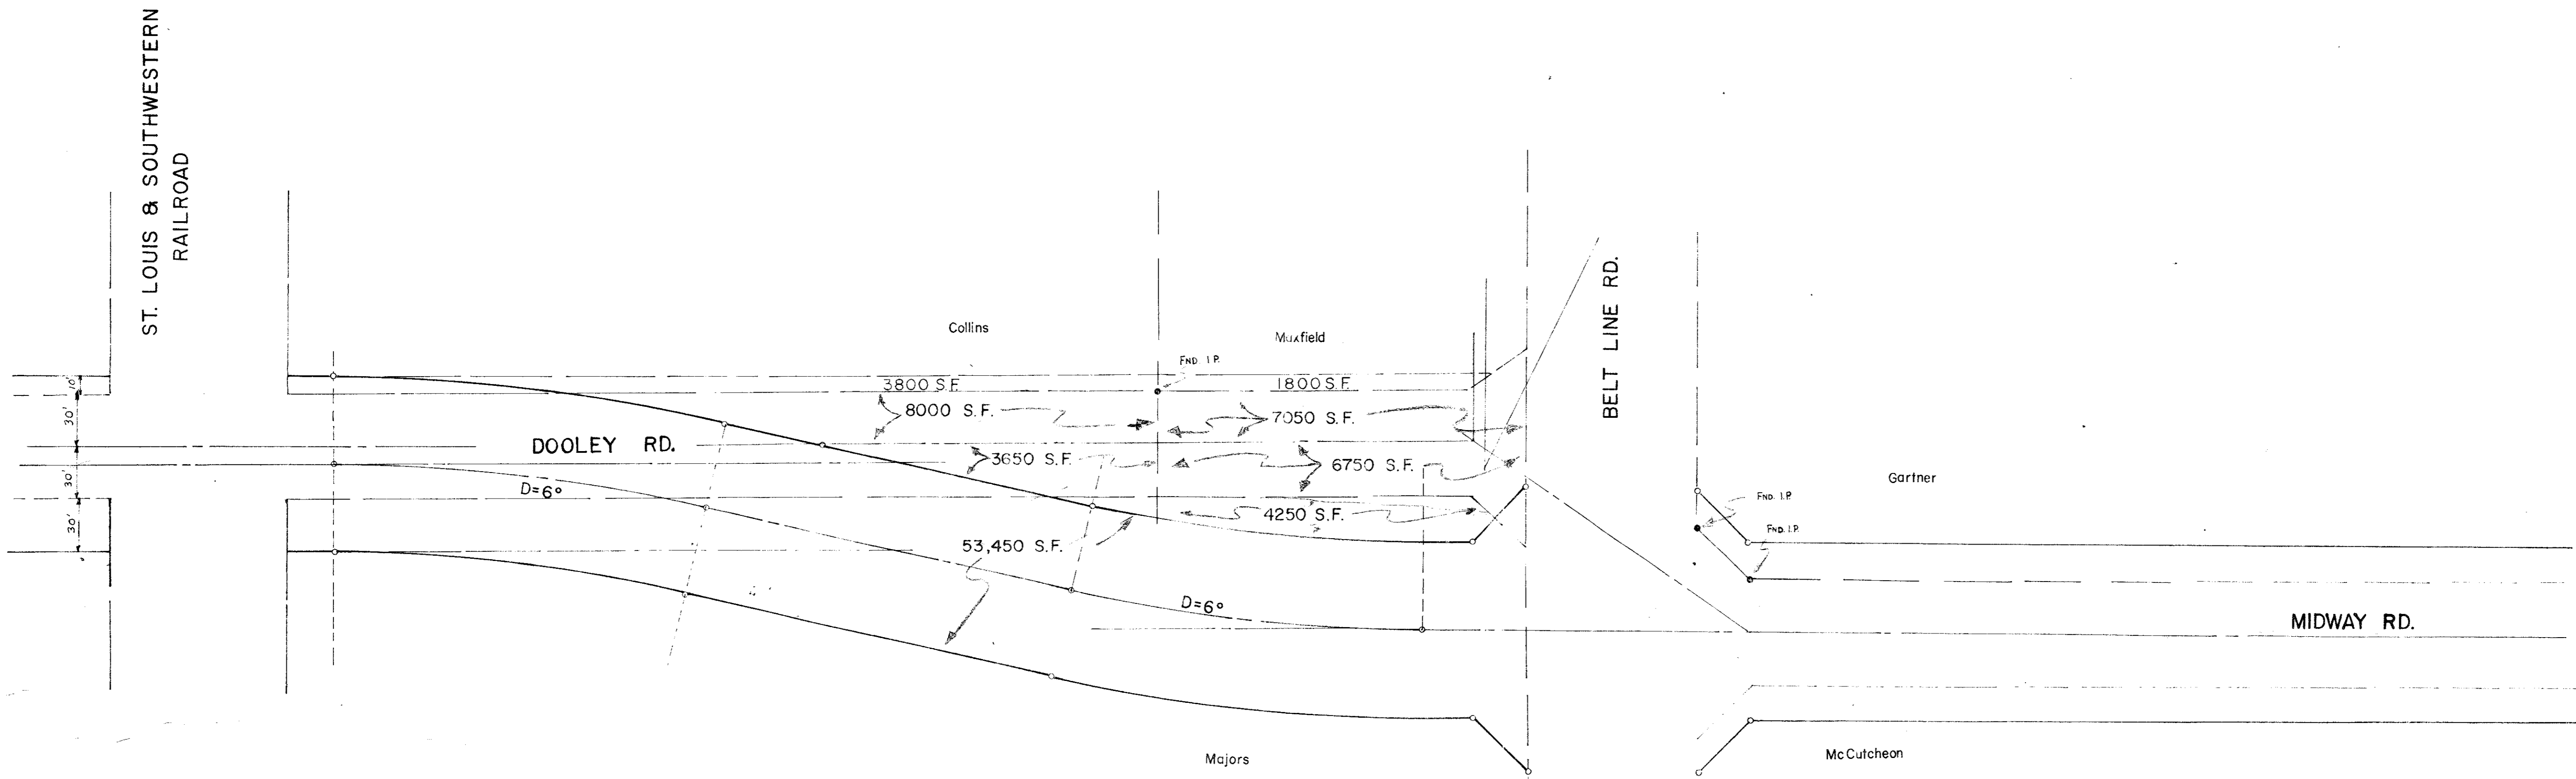 ST. LOUIS & SOUTHWESTERN
RAILROAD
BELT LINE RD.
Collins
Maxfield
FND. I.P.
10'
3800 S.F.
1800 S.F.
30'
8000 S.F.
7050 S.F.
DOOLEY RD.
30'
3650 S.F.
6750 S.F.
Gartner
D=6°
FND. I.P.
30'
4250 S.F.
FND. I.P.
53,450 S.F.
D=6°
MIDWAY RD.
Majors
McCutcheon